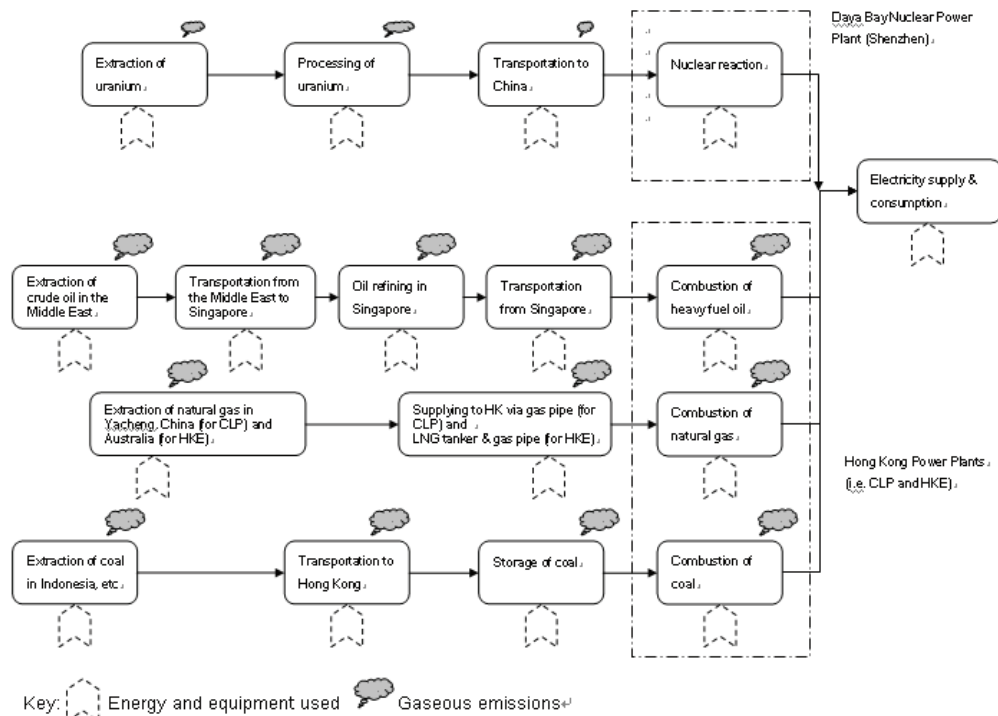 Daya Bay Nuclear Power
Plant (Shenzhen)
Extraction of
uranium
Processing of
uranium
Transportation to
China
Nuclear reaction
Electricity supply &
consumption
Extraction of
crude oil in the
Middle East
Transportation from
the Middle East to
Singapore
Oil refining in
Singapore
Transportation
from Singapore
Combustion of
heavy fuel oil
Extraction of natural gas in
Yacheng, China (for CLP) and
Australia (for HKE)
Supplying to HK via gas pipe (for
CLP) and
LNG tanker & gas pipe (for HKE)
Combustion of
natural gas
Hong Kong Power Plants
(i.e. CLP and HKE)
Extraction of coal
in Indonesia, etc
Transportation to
Hong Kong
Storage of coal
Combustion of
coal
Key: Energy and equipment used Gaseous emissions